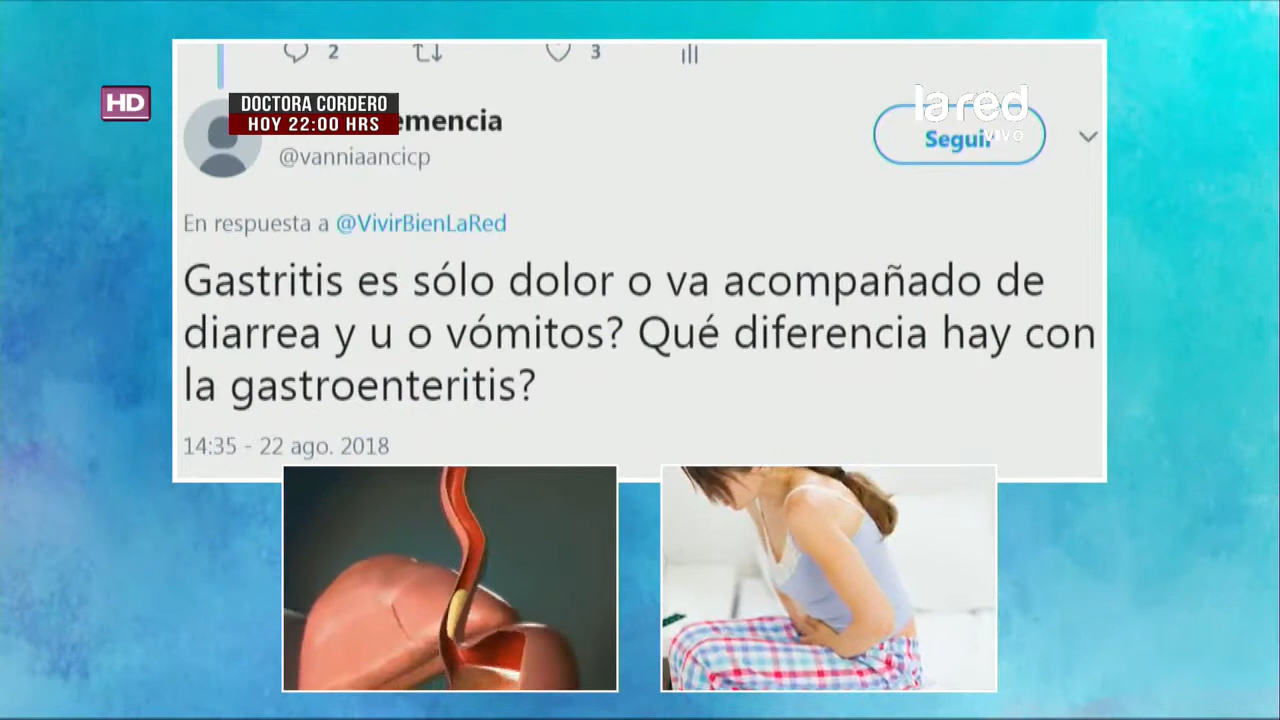 2
3
HD
DOCTORA CORDERO
HOY 22:00 HRS
emencia
@vanniaancicp
la red
VIVO
Seguir
En respuesta a @VivirBienLaRed
Gastritis es sólo dolor o va acompañado de
diarrea y u o vómitos? Qué diferencia hay con
la gastroenteritis?
14:35 - 22 ago. 2018